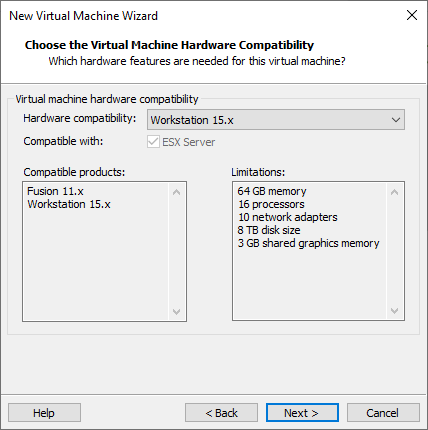 New Virtual Machine Wizard
Choose the Virtual Machine Hardware Compatibility
Which hardware features are needed for this virtual machine?
Virtual machine hardware compatibility
Hardware compatibility: Workstation 15.x
Compatible with: ESX Server
Compatible products: Limitations:
Fusion 11.x 64 GB memory
Workstation 15.x 16 processors
10 network adapters
8 TB disk size
3 GB shared graphics memory
Help < Back Next > Cancel